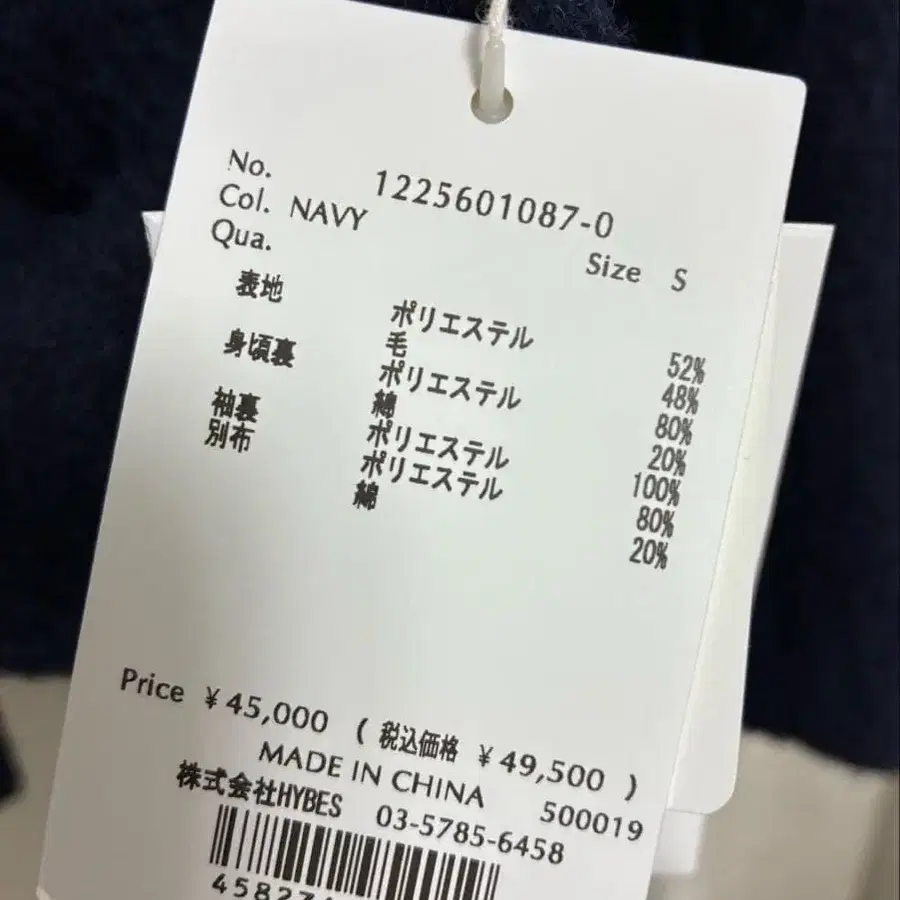 No. 1225601087-0
Col. NAVY Size S
Qua.
表地 ポリエステル 52%
毛 48%
身頃裏 ポリエステル 80%
綿 20%
袖裏 ポリエステル 100%
別布 ポリエステル 80%
綿 20%
Price ¥45,000 ( 税込価格 ¥49,500 )
MADE IN CHINA 500019
株式会社HYBES 03-5785-6458